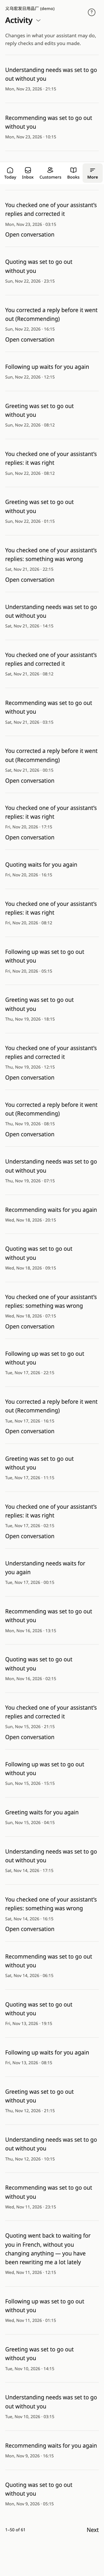 义乌宏发日用品厂 (demo)
Activity
?
Changes in what your assistant may do,
reply checks and edits you made.
Understanding needs was set to go
out without you
Mon, Nov 23, 2026 · 21:15
Recommending was set to go out
without you
Mon, Nov 23, 2026 · 10:15
Today
Inbox
Customers
Books
More
You checked one of your assistant's
replies and corrected it
Mon, Nov 23, 2026 · 03:15
Open conversation
Quoting was set to go out
without you
Sun, Nov 22, 2026 · 23:15
You corrected a reply before it went
out (Recommending)
Sun, Nov 22, 2026 · 16:15
Open conversation
Following up waits for you again
Sun, Nov 22, 2026 · 12:15
Greeting was set to go out
without you
Sun, Nov 22, 2026 · 08:12
You checked one of your assistant's
replies: it was right
Sun, Nov 22, 2026 · 08:12
Greeting was set to go out
without you
Sun, Nov 22, 2026 · 01:15
You checked one of your assistant's
replies: something was wrong
Sat, Nov 21, 2026 · 22:15
Open conversation
Understanding needs was set to go
out without you
Sat, Nov 21, 2026 · 14:15
You checked one of your assistant's
replies and corrected it
Sat, Nov 21, 2026 · 08:12
Recommending was set to go out
without you
Sat, Nov 21, 2026 · 03:15
You corrected a reply before it went
out (Recommending)
Sat, Nov 21, 2026 · 00:15
Open conversation
You checked one of your assistant's
replies: it was right
Fri, Nov 20, 2026 · 17:15
Open conversation
Quoting waits for you again
Fri, Nov 20, 2026 · 16:15
You checked one of your assistant's
replies: it was right
Fri, Nov 20, 2026 · 08:12
Following up was set to go out
without you
Fri, Nov 20, 2026 · 05:15
Greeting was set to go out
without you
Thu, Nov 19, 2026 · 18:15
You checked one of your assistant's
replies and corrected it
Thu, Nov 19, 2026 · 12:15
Open conversation
You corrected a reply before it went
out (Recommending)
Thu, Nov 19, 2026 · 08:15
Open conversation
Understanding needs was set to go
out without you
Thu, Nov 19, 2026 · 07:15
Recommending waits for you again
Wed, Nov 18, 2026 · 20:15
Quoting was set to go out
without you
Wed, Nov 18, 2026 · 09:15
You checked one of your assistant's
replies: something was wrong
Wed, Nov 18, 2026 · 07:15
Open conversation
Following up was set to go out
without you
Tue, Nov 17, 2026 · 22:15
You corrected a reply before it went
out (Recommending)
Tue, Nov 17, 2026 · 16:15
Open conversation
Greeting was set to go out
without you
Tue, Nov 17, 2026 · 11:15
You checked one of your assistant's
replies: it was right
Tue, Nov 17, 2026 · 02:15
Open conversation
Understanding needs waits for
you again
Tue, Nov 17, 2026 · 00:15
Recommending was set to go out
without you
Mon, Nov 16, 2026 · 13:15
Quoting was set to go out
without you
Mon, Nov 16, 2026 · 02:15
You checked one of your assistant's
replies and corrected it
Sun, Nov 15, 2026 · 21:15
Open conversation
Following up was set to go out
without you
Sun, Nov 15, 2026 · 15:15
Greeting waits for you again
Sun, Nov 15, 2026 · 04:15
Understanding needs was set to go
out without you
Sat, Nov 14, 2026 · 17:15
You checked one of your assistant's
replies: something was wrong
Sat, Nov 14, 2026 · 16:15
Open conversation
Recommending was set to go out
without you
Sat, Nov 14, 2026 · 06:15
Quoting was set to go out
without you
Fri, Nov 13, 2026 · 19:15
Following up waits for you again
Fri, Nov 13, 2026 · 08:15
Greeting was set to go out
without you
Thu, Nov 12, 2026 · 21:15
Understanding needs was set to go
out without you
Thu, Nov 12, 2026 · 10:15
Recommending was set to go out
without you
Wed, Nov 11, 2026 · 23:15
Quoting went back to waiting for
you in French, without you
changing anything — you have
been rewriting me a lot lately
Wed, Nov 11, 2026 · 12:15
Following up was set to go out
without you
Wed, Nov 11, 2026 · 01:15
Greeting was set to go out
without you
Tue, Nov 10, 2026 · 14:15
Understanding needs was set to go
out without you
Tue, Nov 10, 2026 · 03:15
Recommending waits for you again
Mon, Nov 9, 2026 · 16:15
Quoting was set to go out
without you
Mon, Nov 9, 2026 · 05:15
1–50 of 61
Next